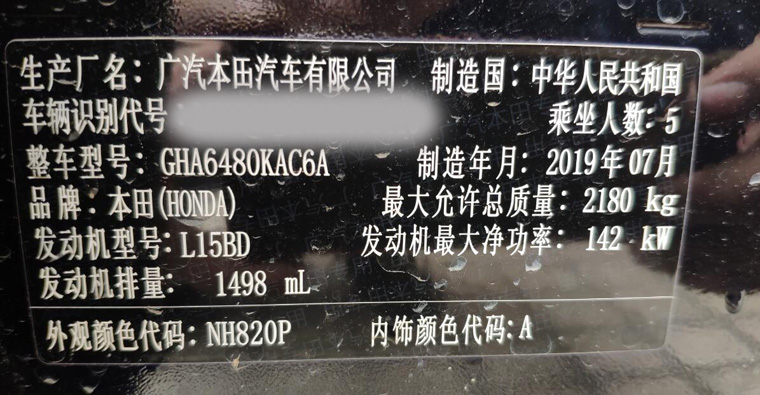 生产厂名：广汽本田汽车有限公司 制造国：中华人民共和国
车辆识别代号 乘坐人数：5
整车型号：GHA6480KAC6A 制造年月：2019年07月
品牌：本田(HONDA) 最大允许总质量：2180 kg
发动机型号：L15BD 发动机最大净功率：142 kW
发动机排量：1498 mL
外观颜色代码：NH820P 内饰颜色代码：A